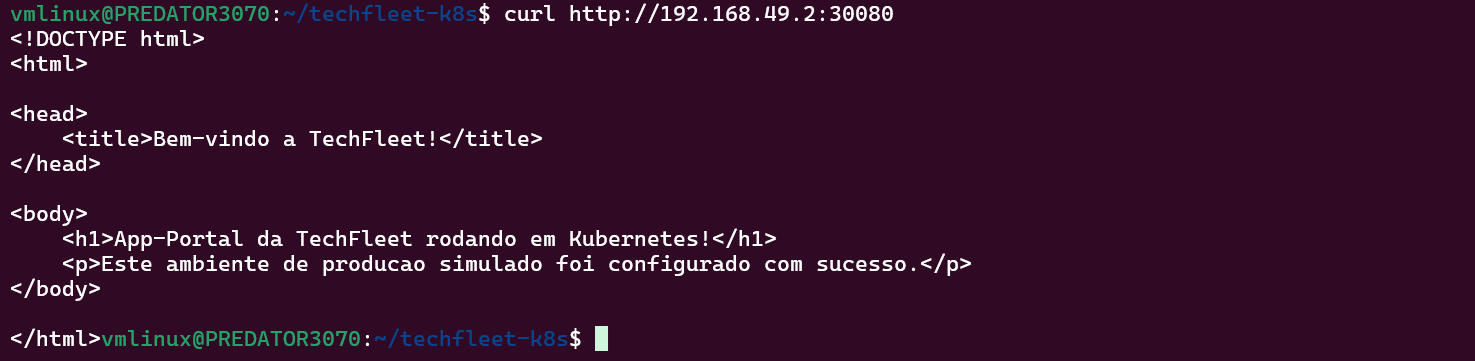 vmlinux@PREDATOR3070:~/techfleet-k8s$ curl http://192.168.49.2:30080
<!DOCTYPE html>
<html>
<head>
    <title>Bem-vindo a TechFleet!</title>
</head>
<body>
    <h1>App-Portal da TechFleet rodando em Kubernetes!</h1>
    <p>Este ambiente de producao simulado foi configurado com sucesso.</p>
</body>
</html>vmlinux@PREDATOR3070:~/techfleet-k8s$